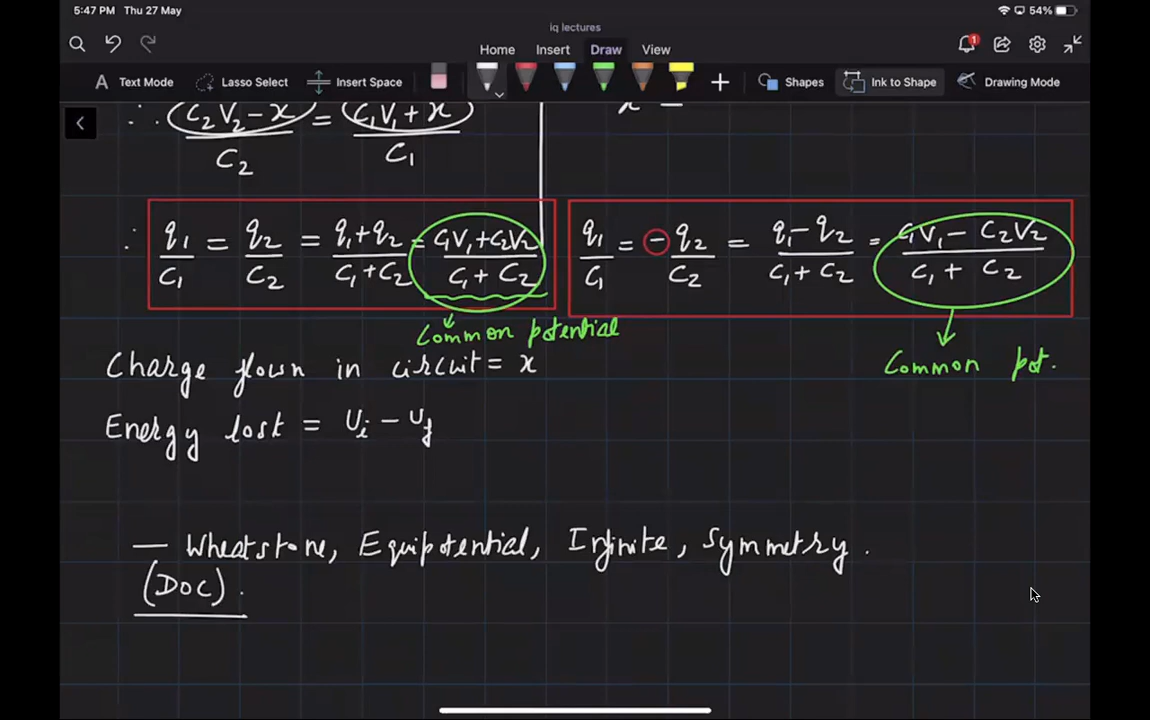 5:47 PM Thu 27 May
54%
iq lectures
Home Insert Draw View
1
A Text Mode Lasso Select Insert Space Shapes Ink to Shape Drawing Mode
∴ (C₂V₂-x)/C₂ = (C₁V₁+x)/C₁
x =
∴ q₁/C₁ = q₂/C₂ = (q₁+q₂)/(C₁+C₂) = (C₁V₁+C₂V₂)/(C₁+C₂)
q₁/C₁ = -q₂/C₂ = (q₁-q₂)/(C₁+C₂) = (C₁V₁-C₂V₂)/(C₁+C₂)
Common potential
Common pot.
Charge flown in circuit = x
Energy lost = Ui - Uf
— Wheatstone, Equipotential, Infinite, Symmetry.
(DOC).